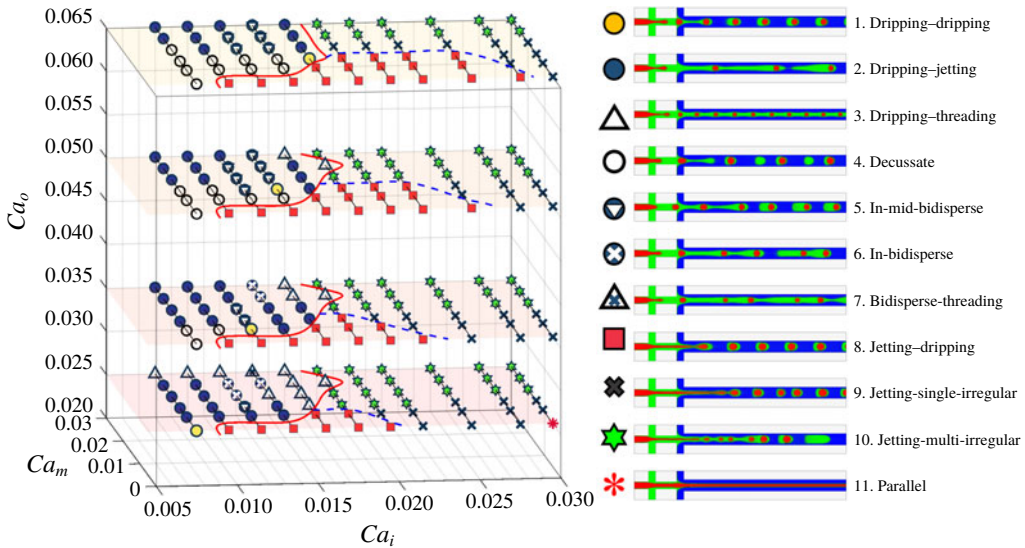 0.065
0.060
0.055
0.050
0.045
0.040
0.035
0.030
0.025
0.020
Ca_o
0.03
0.02
0.01
0
Ca_m
0.005
0.010
0.015
0.020
0.025
0.030
Ca_i
1. Dripping–dripping
2. Dripping–jetting
3. Dripping–threading
4. Decussate
5. In-mid-bidisperse
6. In-bidisperse
7. Bidisperse-threading
8. Jetting–dripping
9. Jetting-single-irregular
10. Jetting-multi-irregular
11. Parallel